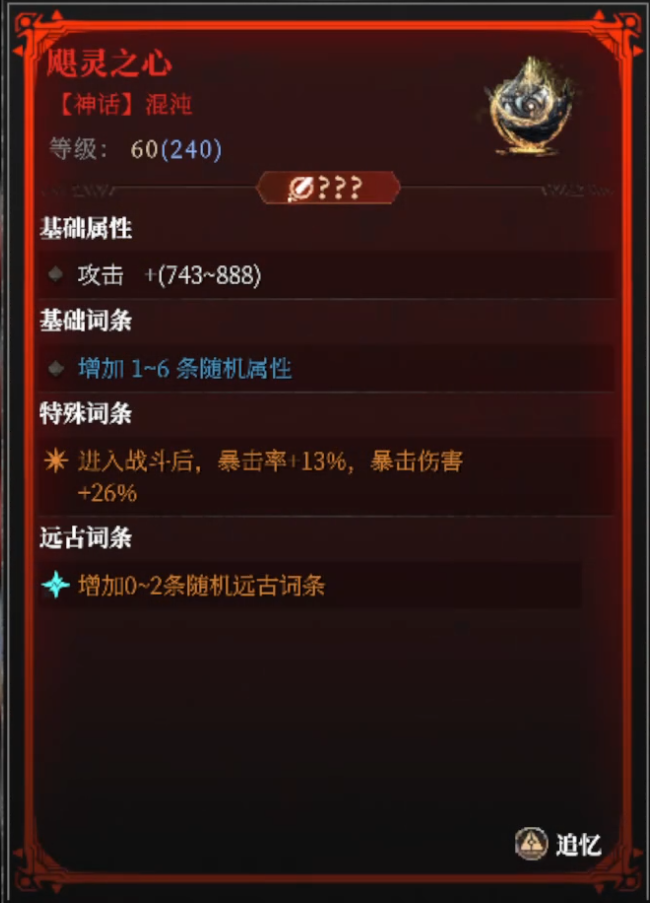 飓灵之心
【神话】混沌
等级： 60(240)
???
基础属性
攻击 +(743~888)
基础词条
增加 1~6 条随机属性
特殊词条
进入战斗后，暴击率+13%，暴击伤害
+26%
远古词条
增加0~2条随机远古词条
追忆